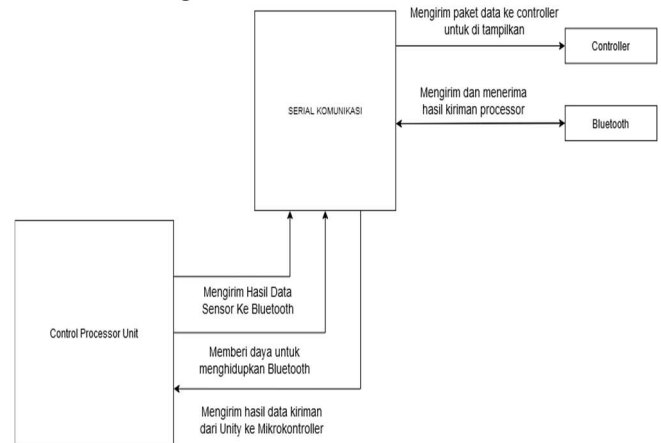 Mengirim paket data ke controller
untuk di tampilkan
Controller
Mengirim dan menerima
hasil kiriman processor
SERIAL KOMUNIKASI
Bluetooth
Mengirim Hasil Data
Sensor Ke Bluetooth
Control Processor Unit
Memberi daya untuk
menghidupkan Bluetooth
Mengirim hasil data kiriman
dari Unity ke Mikrokontroller